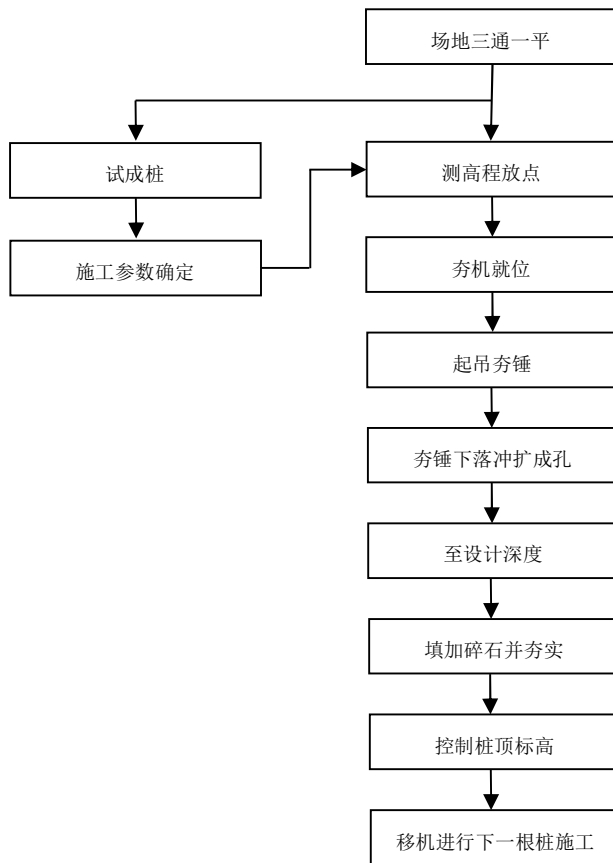 场地三通一平
试成桩
测高程放点
施工参数确定
夯机就位
起吊夯锤
夯锤下落冲扩成孔
至设计深度
填加碎石并夯实
控制桩顶标高
移机进行下一根桩施工